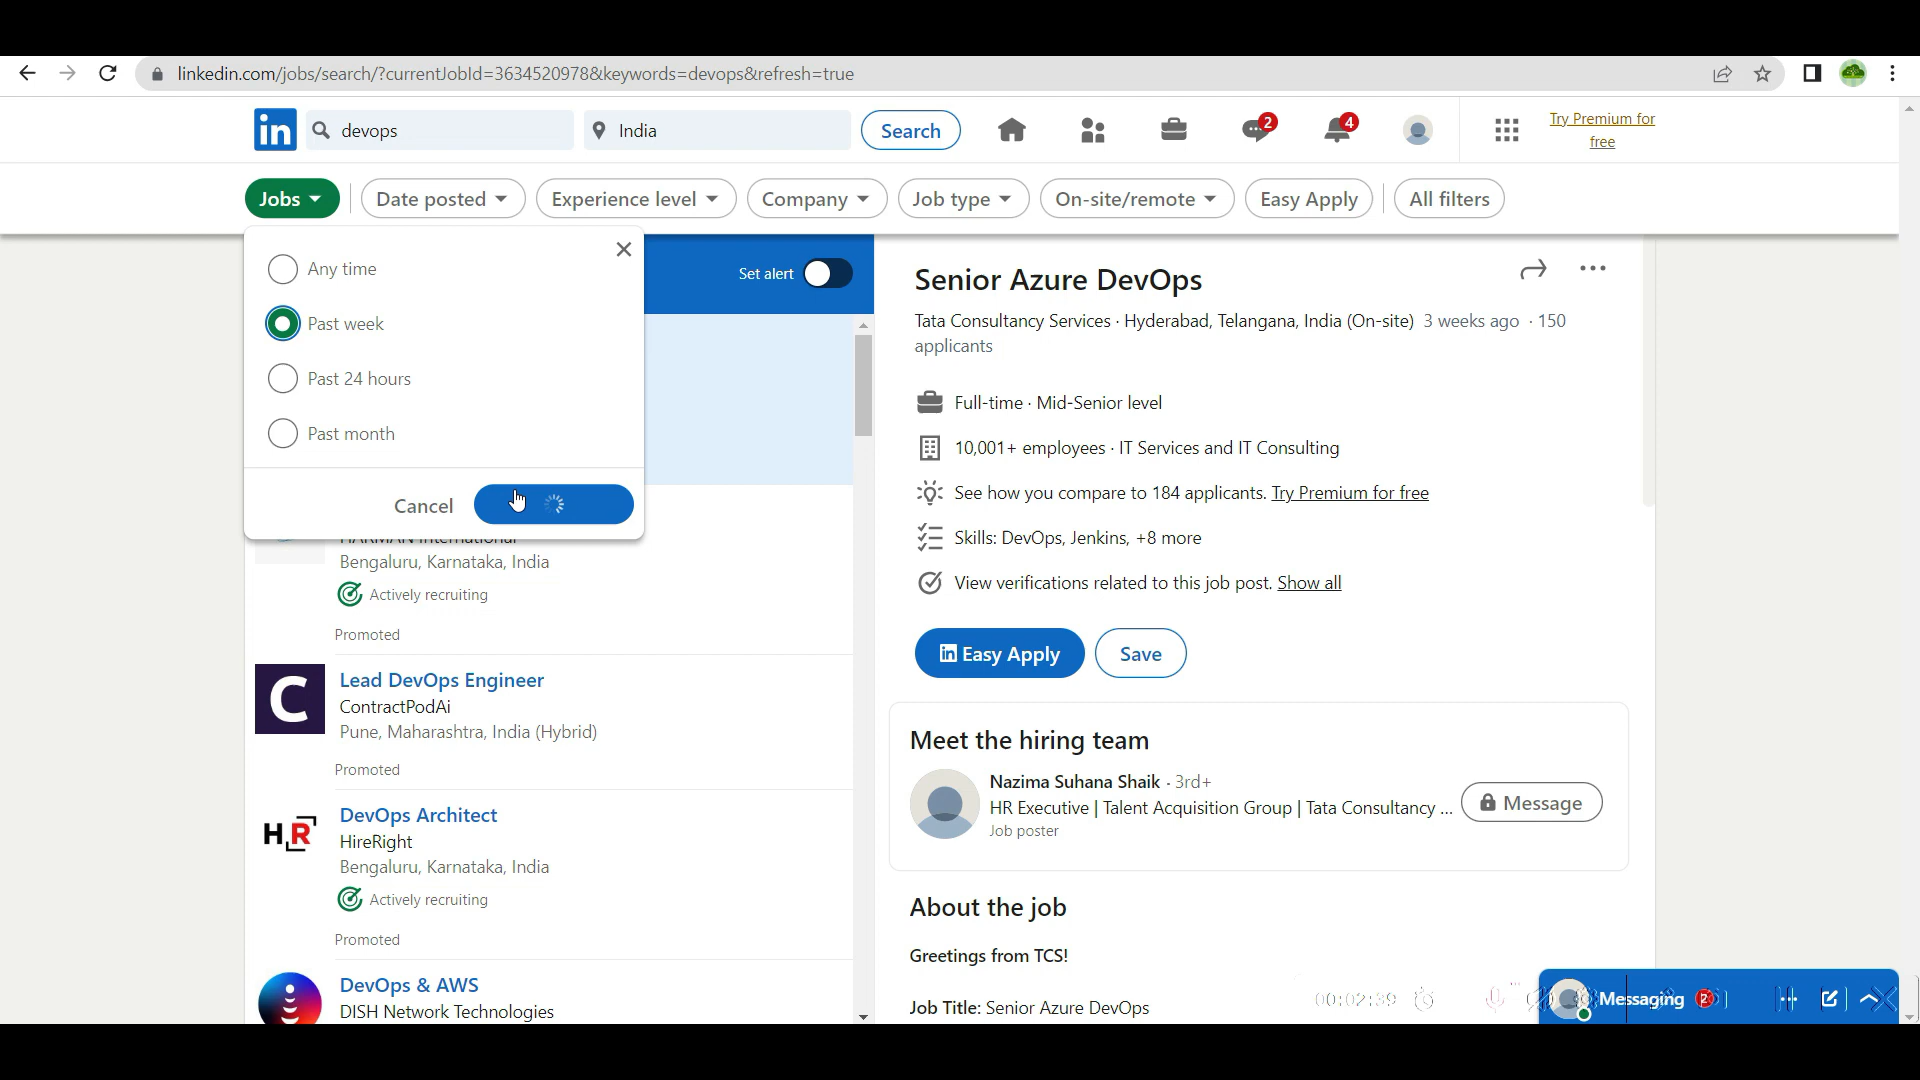 linkedin.com/jobs/search/?currentJobId=3634520978&keywords=devops&refresh=true
in
devops
India
Search
2
4
Try Premium for
free
Jobs
Date posted
Experience level
Company
Job type
On-site/remote
Easy Apply
All filters
Any time
Past week
Past 24 hours
Past month
Cancel
Set alert
Bengaluru, Karnataka, India
Actively recruiting
Promoted
C
Lead DevOps Engineer
ContractPodAi
Pune, Maharashtra, India (Hybrid)
Promoted
HR
DevOps Architect
HireRight
Bengaluru, Karnataka, India
Actively recruiting
Promoted
DevOps & AWS
DISH Network Technologies
Senior Azure DevOps
Tata Consultancy Services · Hyderabad, Telangana, India (On-site) 3 weeks ago · 150
applicants
Full-time · Mid-Senior level
10,001+ employees · IT Services and IT Consulting
See how you compare to 184 applicants. Try Premium for free
Skills: DevOps, Jenkins, +8 more
View verifications related to this job post. Show all
in Easy Apply
Save
Meet the hiring team
Nazima Suhana Shaik · 3rd+
HR Executive | Talent Acquisition Group | Tata Consultancy ...
Job poster
Message
About the job
Greetings from TCS!
Job Title: Senior Azure DevOps
00:02:39
Messaging
2